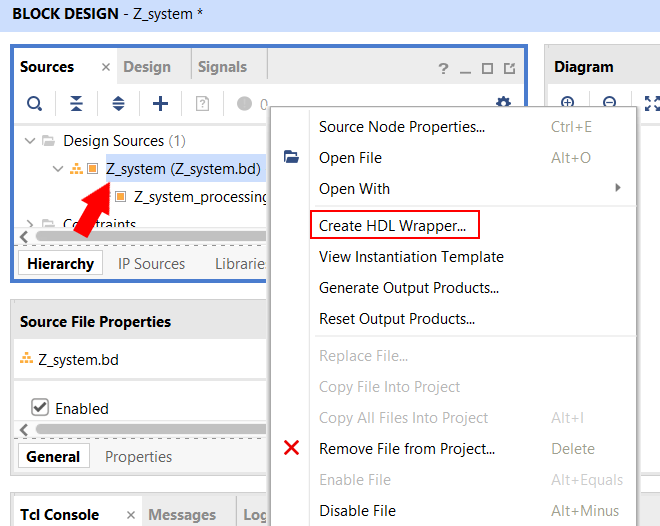 BLOCK DESIGN - Z_system *
Sources × Design Signals ? Diagram
0
Design Sources (1)
Z_system (Z_system.bd)
Z_system_processing
Constraints
Hierarchy IP Sources Libraries
Source File Properties
Z_system.bd
Enabled
General Properties
Tcl Console × Messages Log
Source Node Properties... Ctrl+E
Open File Alt+O
Open With
Create HDL Wrapper...
View Instantiation Template
Generate Output Products...
Reset Output Products...
Replace File...
Copy File Into Project
Copy All Files Into Project Alt+I
Remove File from Project... Delete
Enable File Alt+Equals
Disable File Alt+Minus